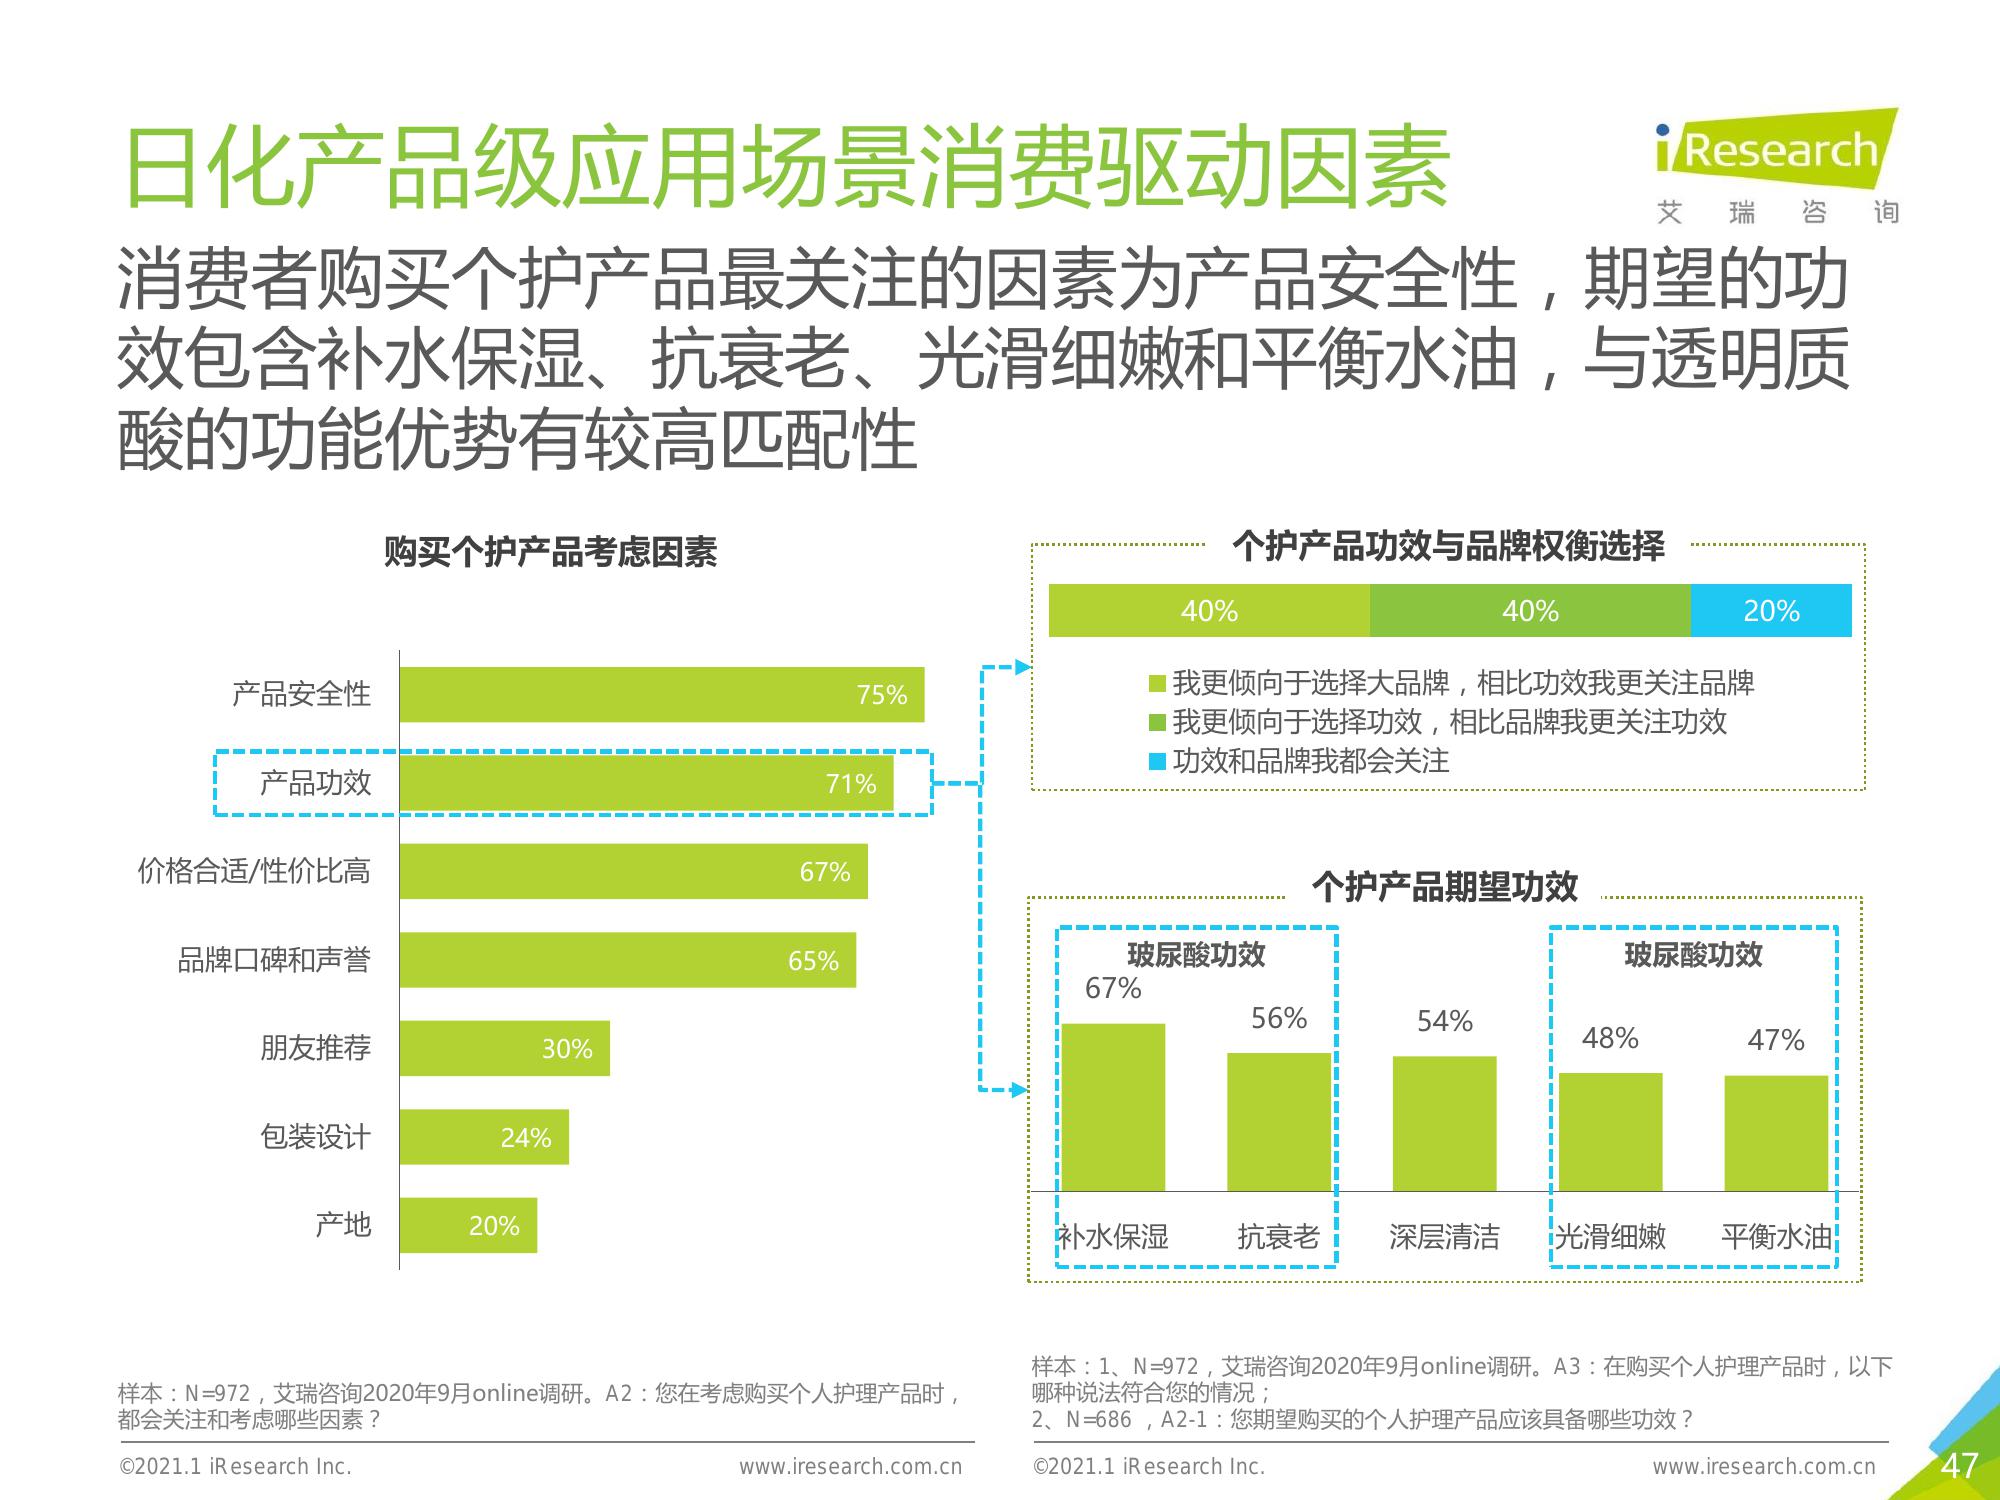 日化产品级应用场景消费驱动因素
iResearch
艾瑞咨询
消费者购买个护产品最关注的因素为产品安全性，期望的功
效包含补水保湿、抗衰老、光滑细嫩和平衡水油，与透明质
酸的功能优势有较高匹配性
购买个护产品考虑因素
产品安全性 75%
产品功效 71%
价格合适/性价比高 67%
品牌口碑和声誉 65%
朋友推荐 30%
包装设计 24%
产地 20%
个护产品功效与品牌权衡选择
40% 40% 20%
我更倾向于选择大品牌，相比功效我更关注品牌
我更倾向于选择功效，相比品牌我更关注功效
功效和品牌我都会关注
个护产品期望功效
玻尿酸功效 玻尿酸功效
67% 56% 54% 48% 47%
补水保湿 抗衰老 深层清洁 光滑细嫩 平衡水油
样本：N=972，艾瑞咨询2020年9月online调研。A2：您在考虑购买个人护理产品时，
都会关注和考虑哪些因素？
样本：1、N=972，艾瑞咨询2020年9月online调研。A3：在购买个人护理产品时，以下
哪种说法符合您的情况；
2、N=686 ，A2-1：您期望购买的个人护理产品应该具备哪些功效？
©2021.1 iResearch Inc. www.iresearch.com.cn
©2021.1 iResearch Inc. www.iresearch.com.cn
47